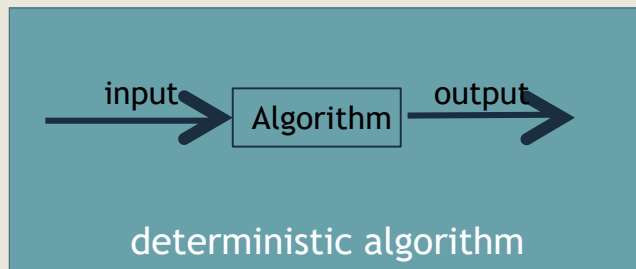 input
Algorithm
output
deterministic algorithm